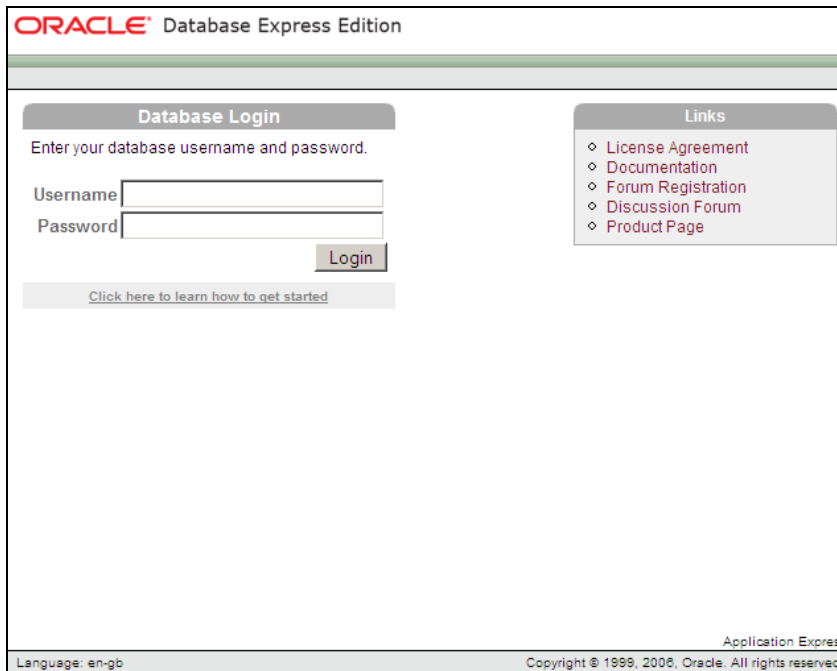 ORACLE Database Express Edition
Database Login
Enter your database username and password.
Username
Password
Login
Click here to learn how to get started
Links
License Agreement
Documentation
Forum Registration
Discussion Forum
Product Page
Application Expres
Language: en-gb
Copyright © 1999, 2006, Oracle. All rights reserved